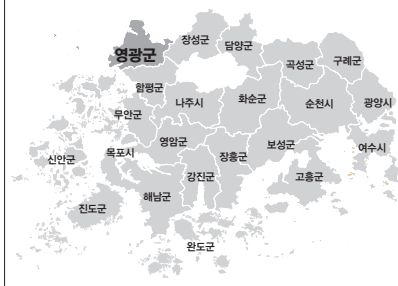 영광군
장성군
담양군
곡성군
구례군
함평군
나주시
화순군
순천시
광양시
무안군
신안군
목포시
영암군
장흥군
보성군
여수시
강진군
고흥군
해남군
진도군
완도군